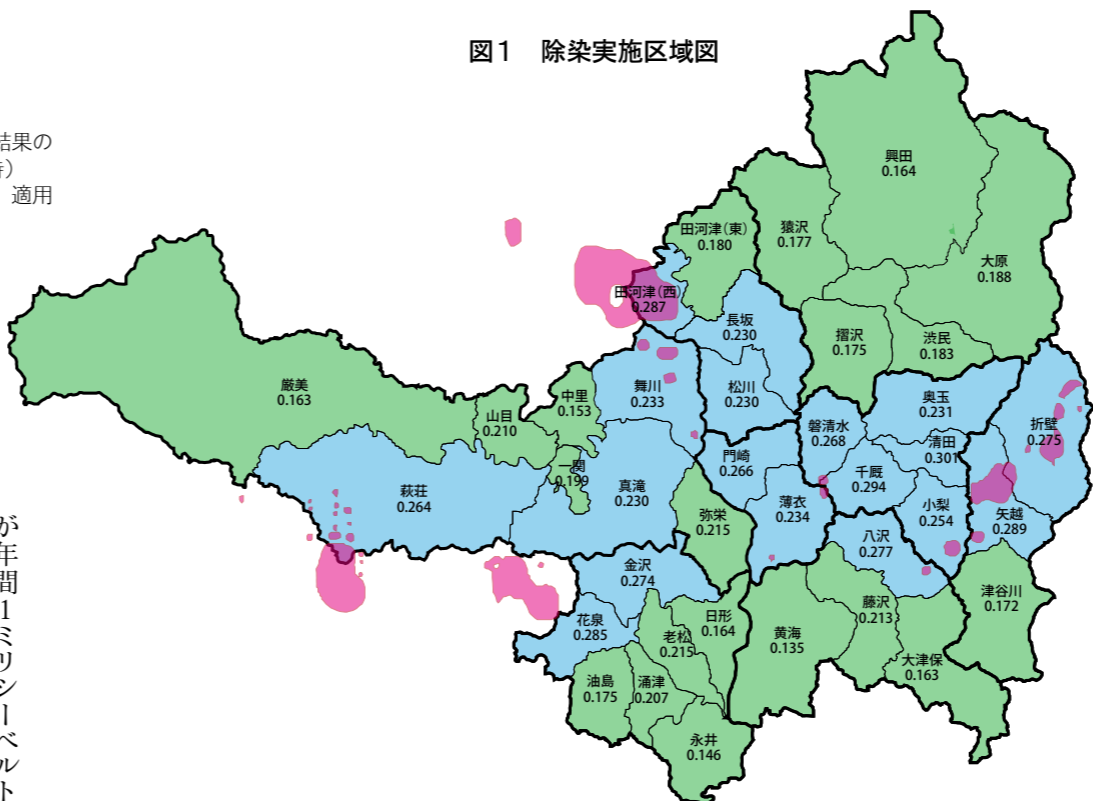 図1 除染実施区域図
結果の
時）
適用
興田
0.164
田河津(東)
0.180
猿沢
0.177
大原
0.188
田河津(西)
0.287
長坂
0.230
摺沢
0.175
渋民
0.183
厳美
0.163
中里
0.153
舞川
0.233
松川
0.230
奥玉
0.231
折壁
0.275
山目
0.210
磐清水
0.268
清田
0.301
一関
0.199
門崎
0.266
千厩
0.294
萩荘
0.264
真滝
0.230
弥栄
0.215
薄衣
0.234
小梨
0.254
矢越
0.289
八沢
0.277
金沢
0.274
津谷川
0.172
花泉
0.285
老松
0.215
日形
0.164
黄海
0.135
藤沢
0.213
大津保
0.163
油島
0.175
涌津
0.207
永井
0.146
が年間1ミリシーベルト